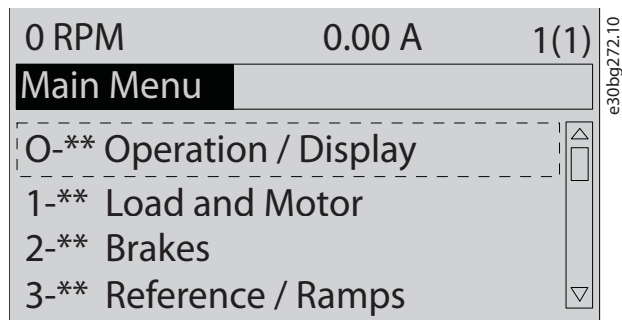 0 RPM 0.00 A 1(1)
Main Menu
O-** Operation / Display
1-** Load and Motor
2-** Brakes
3-** Reference / Ramps
e30bg272.10